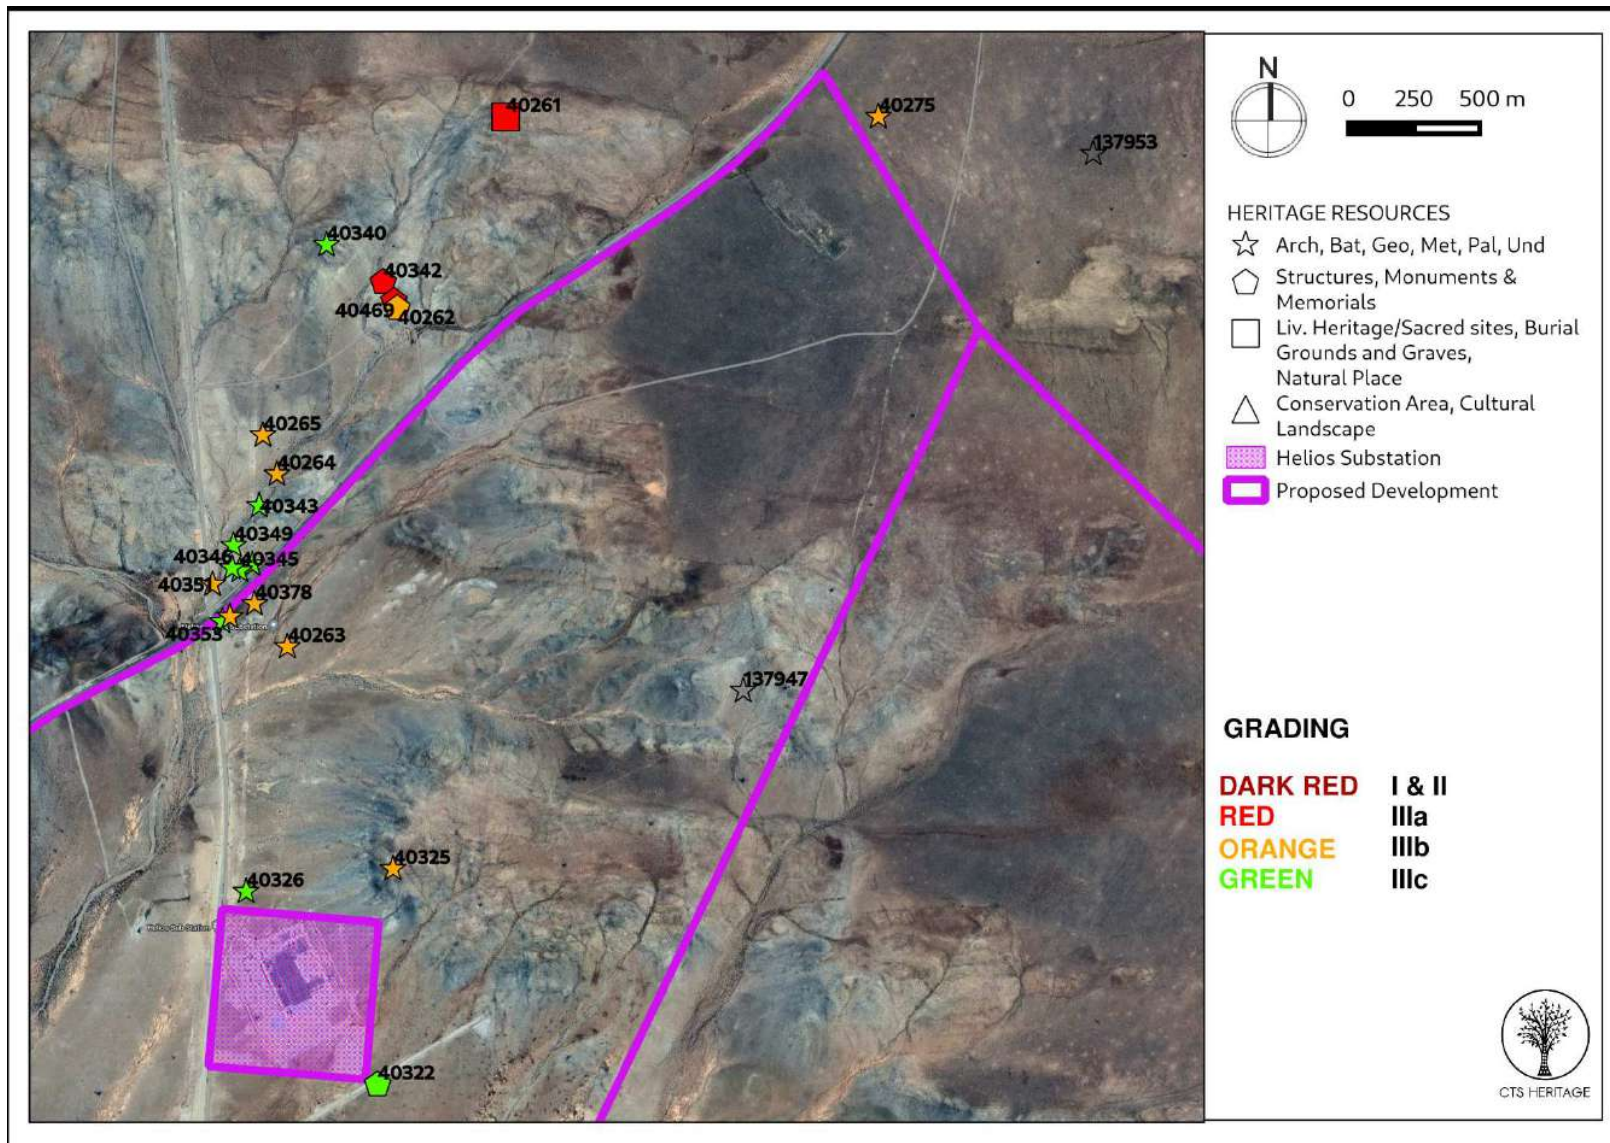 40261
40275
137953
40340
40342
40469
40262
40265
40264
40343
40349
40346
40345
40351
40378
40353
40263
137947
40325
40326
Helios Sub Station
40322
N
0 250 500 m
HERITAGE RESOURCES
Arch, Bat, Geo, Met, Pal, Und
Structures, Monuments &
Memorials
Liv. Heritage/Sacred sites, Burial
Grounds and Graves,
Natural Place
Conservation Area, Cultural
Landscape
Helios Substation
Proposed Development
GRADING
DARK RED I & II
RED IIIa
ORANGE IIIb
GREEN IIIc
CTS HERITAGE